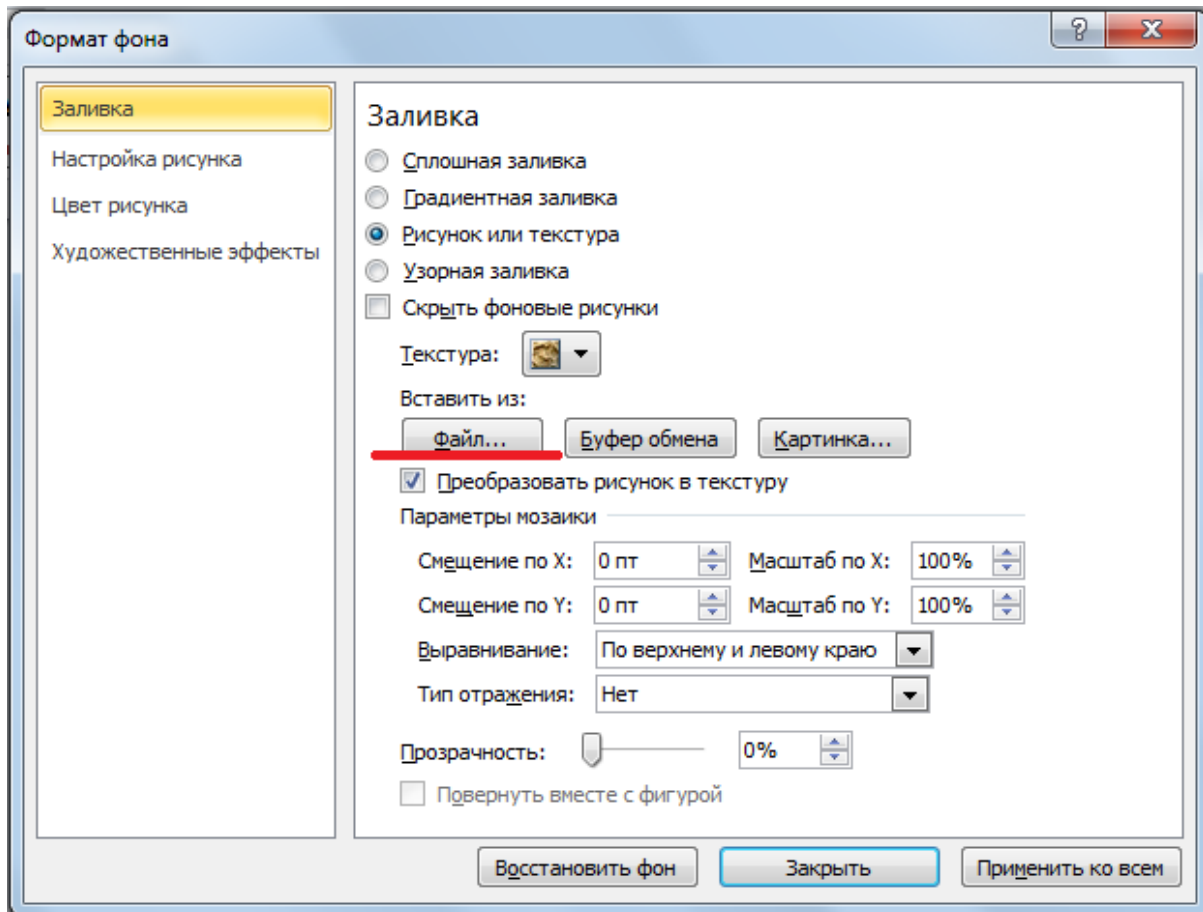 Формат фона
Заливка
Настройка рисунка
Цвет рисунка
Художественные эффекты
Заливка
Сплошная заливка
Градиентная заливка
Рисунок или текстура
Узорная заливка
Скрыть фоновые рисунки
Текстура:
Вставить из:
Файл... Буфер обмена Картинка...
Преобразовать рисунок в текстуру
Параметры мозаики
Смещение по X: 0 пт Масштаб по X: 100%
Смещение по Y: 0 пт Масштаб по Y: 100%
Выравнивание: По верхнему и левому краю
Тип отражения: Нет
Прозрачность: 0%
Повернуть вместе с фигурой
Восстановить фон Закрыть Применить ко всем